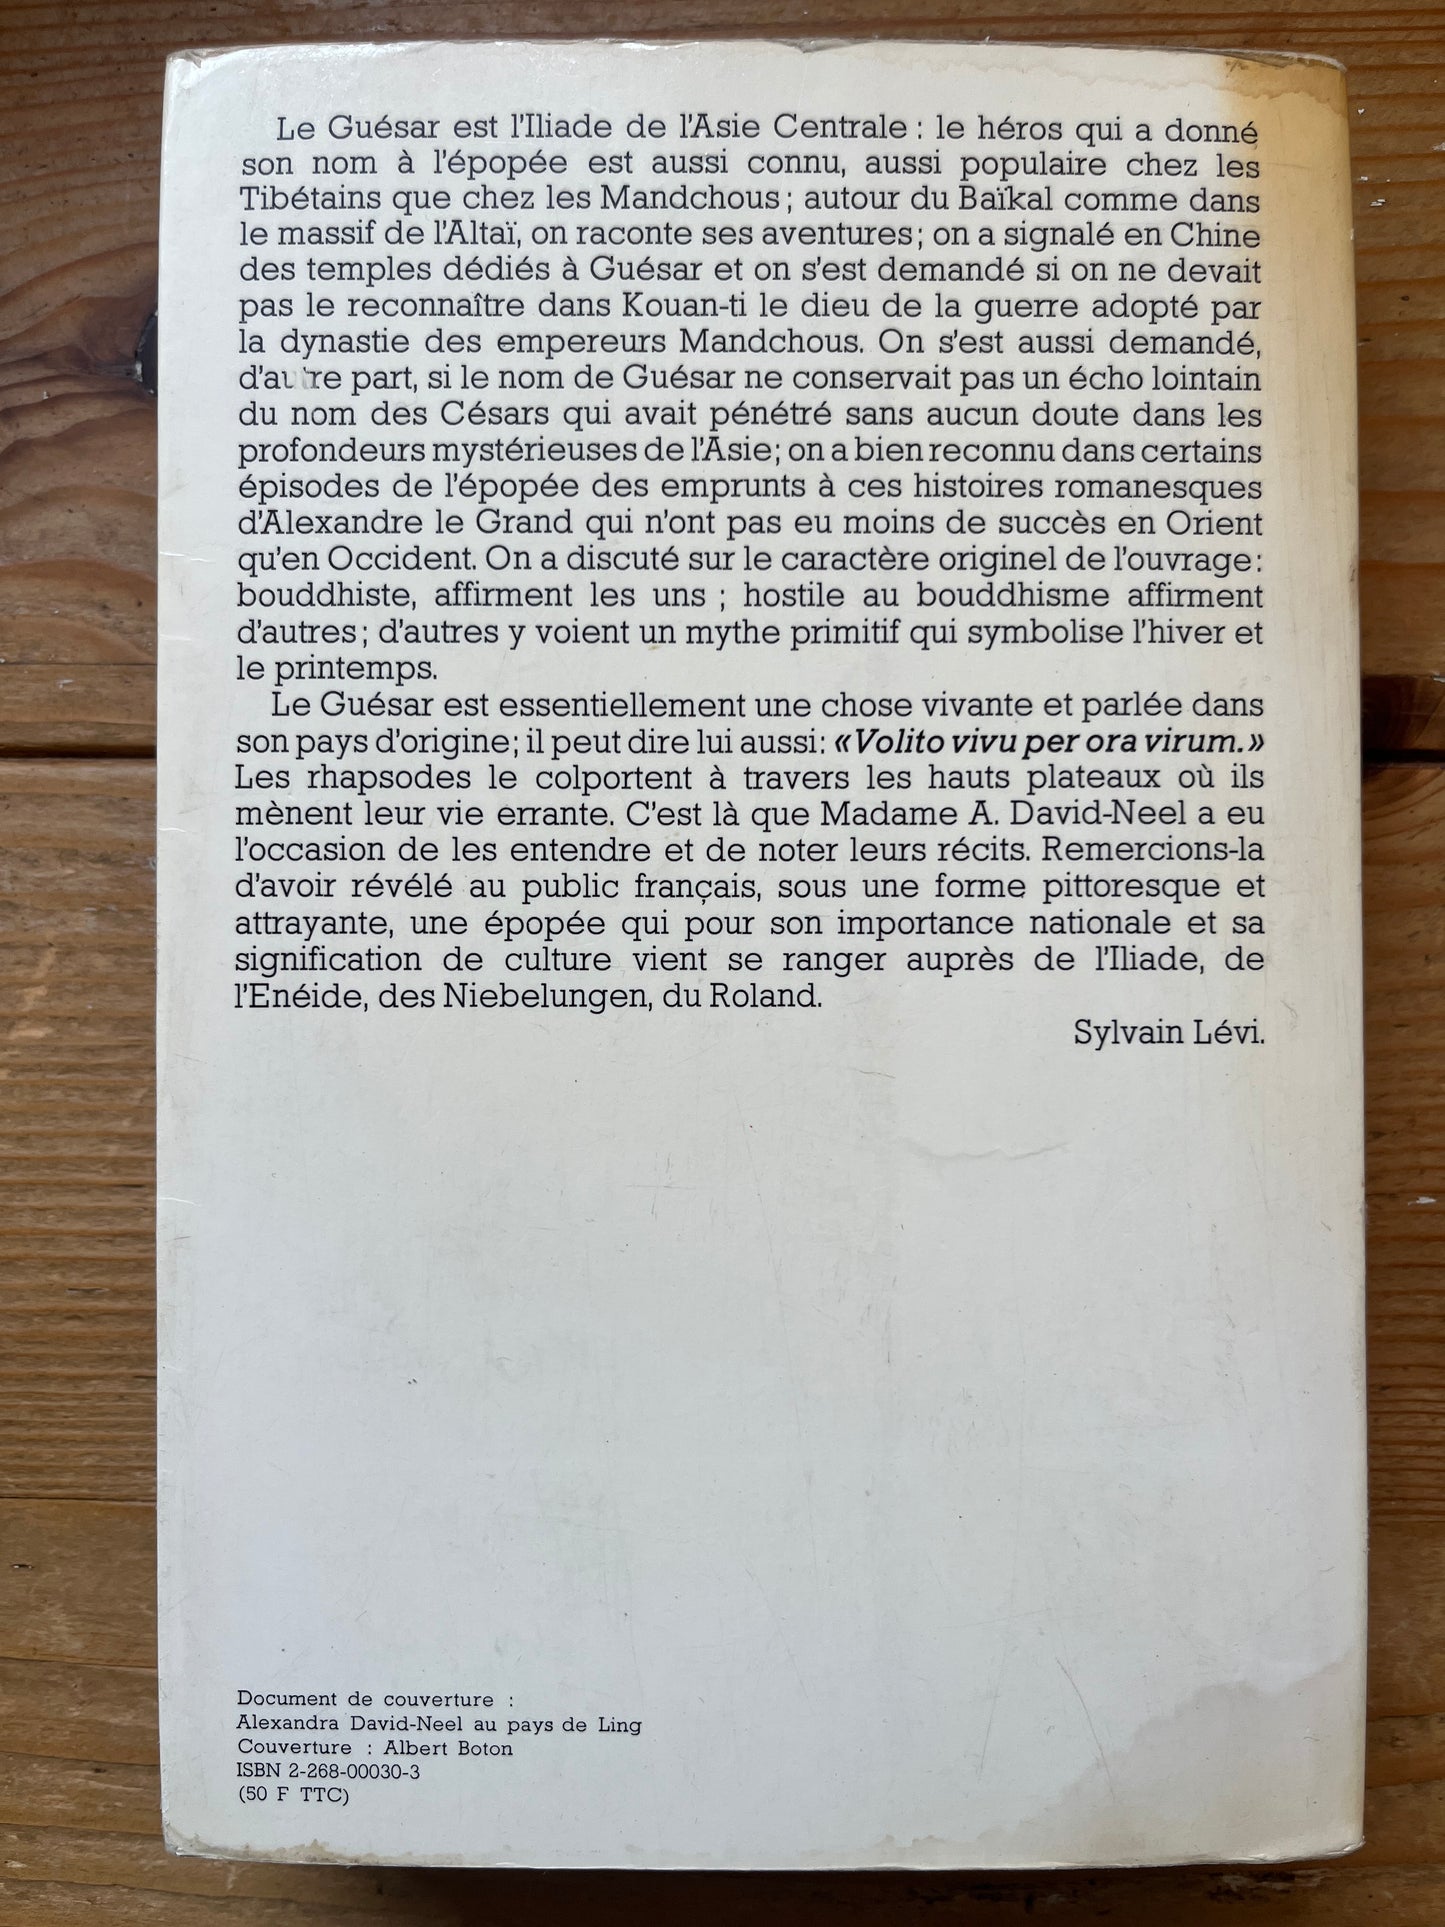 Le Guésar est l'Iliade de l'Asie Centrale : le héros qui a donné
son nom à l'épopée est aussi connu, aussi populaire chez les
Tibétains que chez les Mandchous ; autour du Baïkal comme dans
le massif de l'Altaï, on raconte ses aventures ; on a signalé en Chine
des temples dédiés à Guésar et on s'est demandé si on ne devait
pas le reconnaître dans Kouan-ti le dieu de la guerre adopté par
la dynastie des empereurs Mandchous. On s'est aussi demandé,
d'autre part, si le nom de Guésar ne conservait pas un écho lointain
du nom des Césars qui avait pénétré sans aucun doute dans les
profondeurs mystérieuses de l'Asie ; on a bien reconnu dans certains
épisodes de l'épopée des emprunts à ces histoires romanesques
d'Alexandre le Grand qui n'ont pas eu moins de succès en Orient
qu'en Occident. On a discuté sur le caractère originel de l'ouvrage :
bouddhiste, affirment les uns ; hostile au bouddhisme affirment
d'autres ; d'autres y voient un mythe primitif qui symbolise l'hiver et
le printemps.
Le Guésar est essentiellement une chose vivante et parlée dans
son pays d'origine ; il peut dire lui aussi : « Volito vivu per ora virum. »
Les rhapsodes le colportent à travers les hauts plateaux où ils
mènent leur vie errante. C'est là que Madame A. David-Neel a eu
l'occasion de les entendre et de noter leurs récits. Remercions-la
d'avoir révélé au public français, sous une forme pittoresque et
attrayante, une épopée qui pour son importance nationale et sa
signification de culture vient se ranger auprès de l'Iliade, de
l'Enéide, des Niebelungen, du Roland.
Sylvain Lévi.
Document de couverture :
Alexandra David-Neel au pays de Ling
Couverture : Albert Boton
ISBN 2-268-00030-3
(50 F TTC)